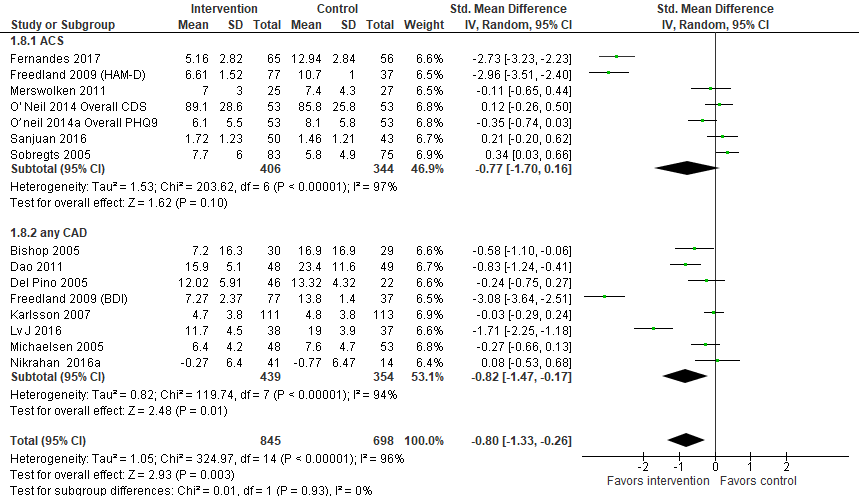 Intervention Control Std. Mean Difference Std. Mean Difference
Study or Subgroup Mean SD Total Mean SD Total Weight IV, Random, 95% CI IV, Random, 95% CI
1.8.1 ACS
Fernandes 2017 5.16 2.82 65 12.94 2.84 56 6.6% -2.73 [-3.23, -2.23]
Freedland 2009 (HAM-D) 6.61 1.52 77 10.7 1 37 6.4% -2.96 [-3.51, -2.40]
Merswolken 2011 7 3 25 7.4 4.3 27 6.5% -0.11 [-0.65, 0.44]
O' Neil 2014 Overall CDS 89.1 28.6 53 85.8 25.8 53 6.8% 0.12 [-0.26, 0.50]
O'neil 2014a Overall PHQ9 6.1 5.5 53 8.1 5.8 53 6.8% -0.35 [-0.74, 0.03]
Sanjuan 2016 1.72 1.23 50 1.46 1.21 43 6.7% 0.21 [-0.20, 0.62]
Sobregts 2005 7.7 6 83 5.8 4.9 75 6.9% 0.34 [0.03, 0.66]
Subtotal (95% CI) 406 344 46.9% -0.77 [-1.70, 0.16]
Heterogeneity: Tau² = 1.53; Chi² = 203.62, df = 6 (P < 0.00001); I² = 97%
Test for overall effect: Z = 1.62 (P = 0.10)
1.8.2 any CAD
Bishop 2005 7.2 16.3 30 16.9 16.9 29 6.6% -0.58 [-1.10, -0.06]
Dao 2011 15.9 5.1 48 23.4 11.6 49 6.7% -0.83 [-1.24, -0.41]
Del Pino 2005 12.02 5.91 46 13.32 4.32 22 6.6% -0.24 [-0.75, 0.27]
Freedland 2009 (BDI) 7.27 2.37 77 13.8 1.4 37 6.4% -3.08 [-3.64, -2.51]
Karlsson 2007 4.7 3.8 111 4.8 3.8 113 6.9% -0.03 [-0.29, 0.24]
Lv J 2016 11.7 4.5 38 19 3.9 37 6.5% -1.71 [-2.25, -1.18]
Michaelsen 2005 6.4 4.2 48 7.6 4.7 53 6.8% -0.27 [-0.66, 0.13]
Nikrahan 2016a -0.27 6.4 41 -0.77 6.47 14 6.4% 0.08 [-0.53, 0.68]
Subtotal (95% CI) 439 354 53.1% -0.82 [-1.47, -0.17]
Heterogeneity: Tau² = 0.82; Chi² = 119.74, df = 7 (P < 0.00001); I² = 94%
Test for overall effect: Z = 2.48 (P = 0.01)
Total (95% CI) 845 698 100.0% -0.80 [-1.33, -0.26]
Heterogeneity: Tau² = 1.05; Chi² = 324.97, df = 14 (P < 0.00001); I² = 96%
Test for overall effect: Z = 2.93 (P = 0.003)
Test for subgroup differences: Chi² = 0.01, df = 1 (P = 0.93), I² = 0%
-2 -1 0 1 2
Favors intervention Favors control